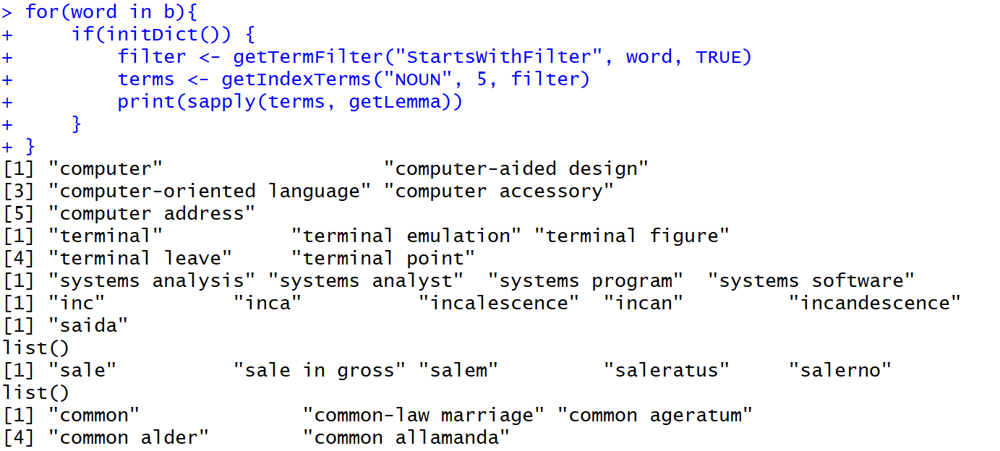 > for(word in b){
+     if(initDict()) {
+         filter <- getTermFilter("StartsWithFilter", word, TRUE)
+         terms <- getIndexTerms("NOUN", 5, filter)
+         print(sapply(terms, getLemma))
+     }
+ }
[1] "computer"                   "computer-aided design"
[3] "computer-oriented language" "computer accessory"
[5] "computer address"
[1] "terminal"           "terminal emulation" "terminal figure"
[4] "terminal leave"     "terminal point"
[1] "systems analysis" "systems analyst"  "systems program"  "systems software"
[1] "inc"           "inca"          "incalescence"  "incan"         "incandescence"
[1] "saida"
list()
[1] "sale"          "sale in gross" "salem"         "saleratus"     "salerno"
list()
[1] "common"              "common-law marriage" "common ageratum"
[4] "common alder"        "common allamanda"